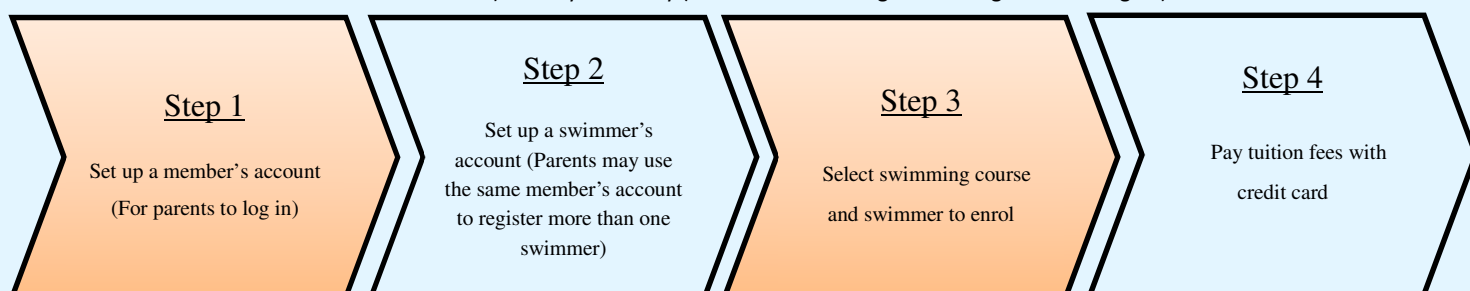 Step 1
Set up a member's account
(For parents to log in)
Step 2
Set up a swimmer's
account (Parents may use
the same member's account
to register more than one
swimmer)
Step 3
Select swimming course
and swimmer to enrol
Step 4
Pay tuition fees with
credit card